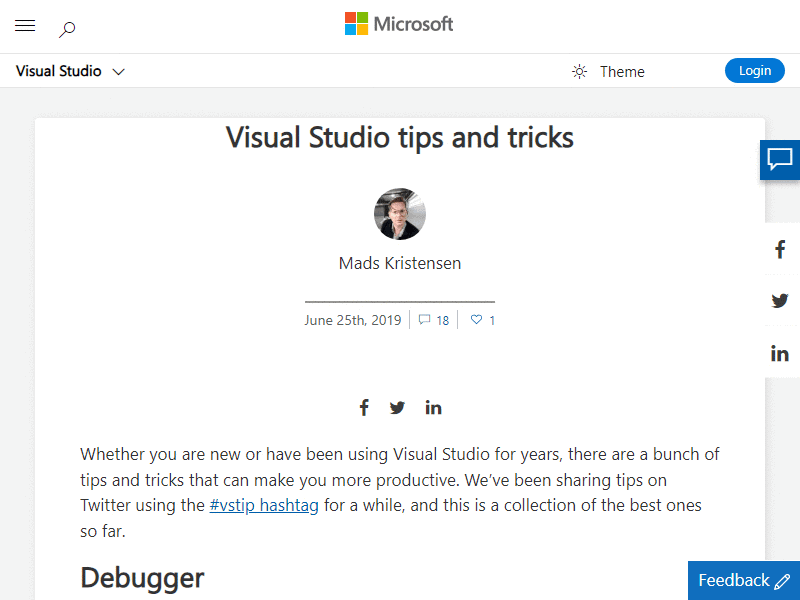 Microsoft
Visual Studio
Theme
Login
Visual Studio tips and tricks
Mads Kristensen
June 25th, 2019
18
1
Whether you are new or have been using Visual Studio for years, there are a bunch of
tips and tricks that can make you more productive. We’ve been sharing tips on
Twitter using the #vstip hashtag for a while, and this is a collection of the best ones
so far.
Debugger
Feedback